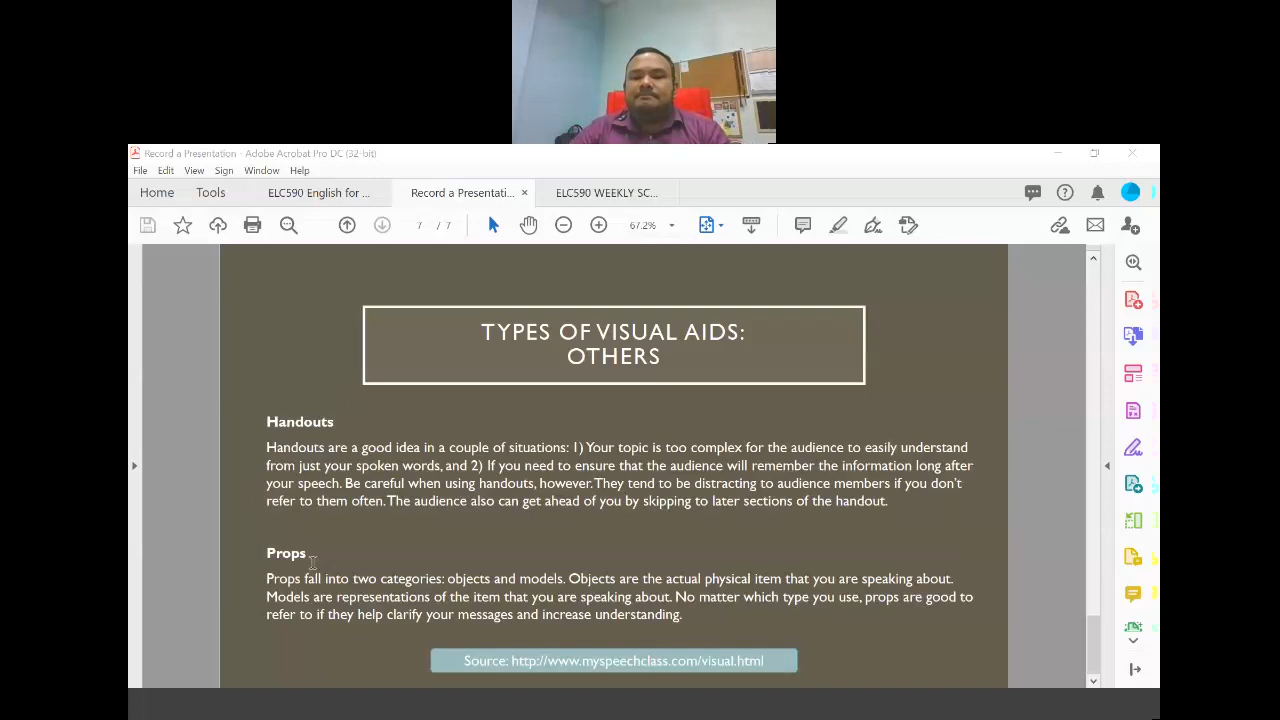 Record a Presentation - Adobe Acrobat Pro DC (32-bit)
File Edit View Sign Window Help
Home Tools ELC590 English for ... Record a Presentati... × ELC590 WEEKLY SC...
7 / 7 67.2%
TYPES OF VISUAL AIDS:
OTHERS
Handouts
Handouts are a good idea in a couple of situations: 1) Your topic is too complex for the audience to easily understand
from just your spoken words, and 2) If you need to ensure that the audience will remember the information long after
your speech. Be careful when using handouts, however. They tend to be distracting to audience members if you don't
refer to them often. The audience also can get ahead of you by skipping to later sections of the handout.
Props
Props fall into two categories: objects and models. Objects are the actual physical item that you are speaking about.
Models are representations of the item that you are speaking about. No matter which type you use, props are good to
refer to if they help clarify your messages and increase understanding.
Source: http://www.myspeechclass.com/visual.html